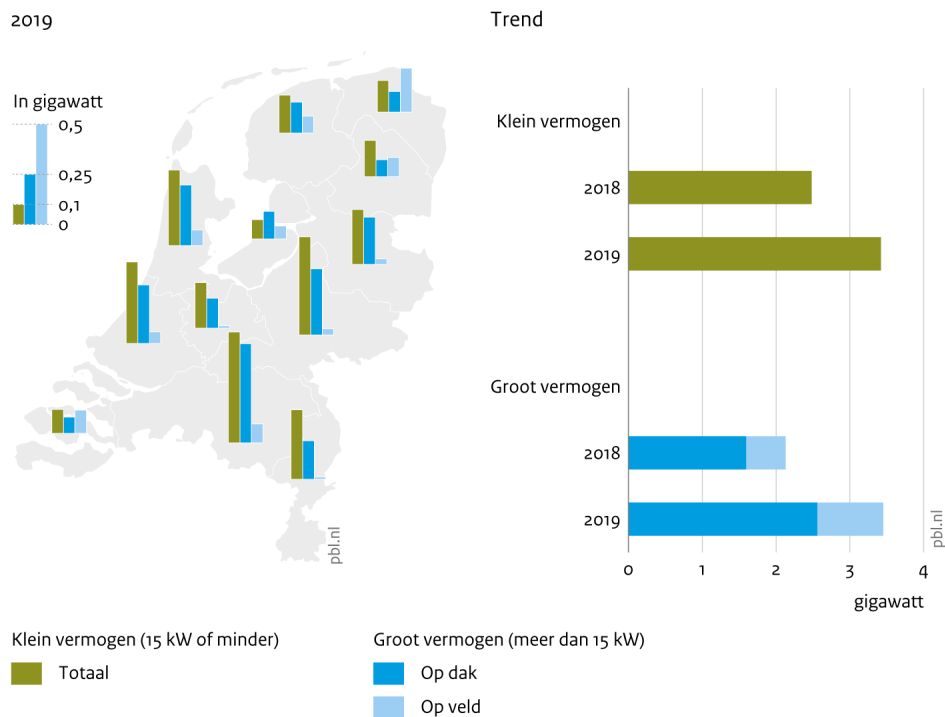 2019
In gigawatt
0,5
0,25
0,1
0
pbl.nl
Trend
Klein vermogen
2018
2019
Groot vermogen
2018
2019
0 1 2 3 4
gigawatt
pbl.nl
Klein vermogen (15 kW of minder)
Totaal
Groot vermogen (meer dan 15 kW)
Op dak
Op veld